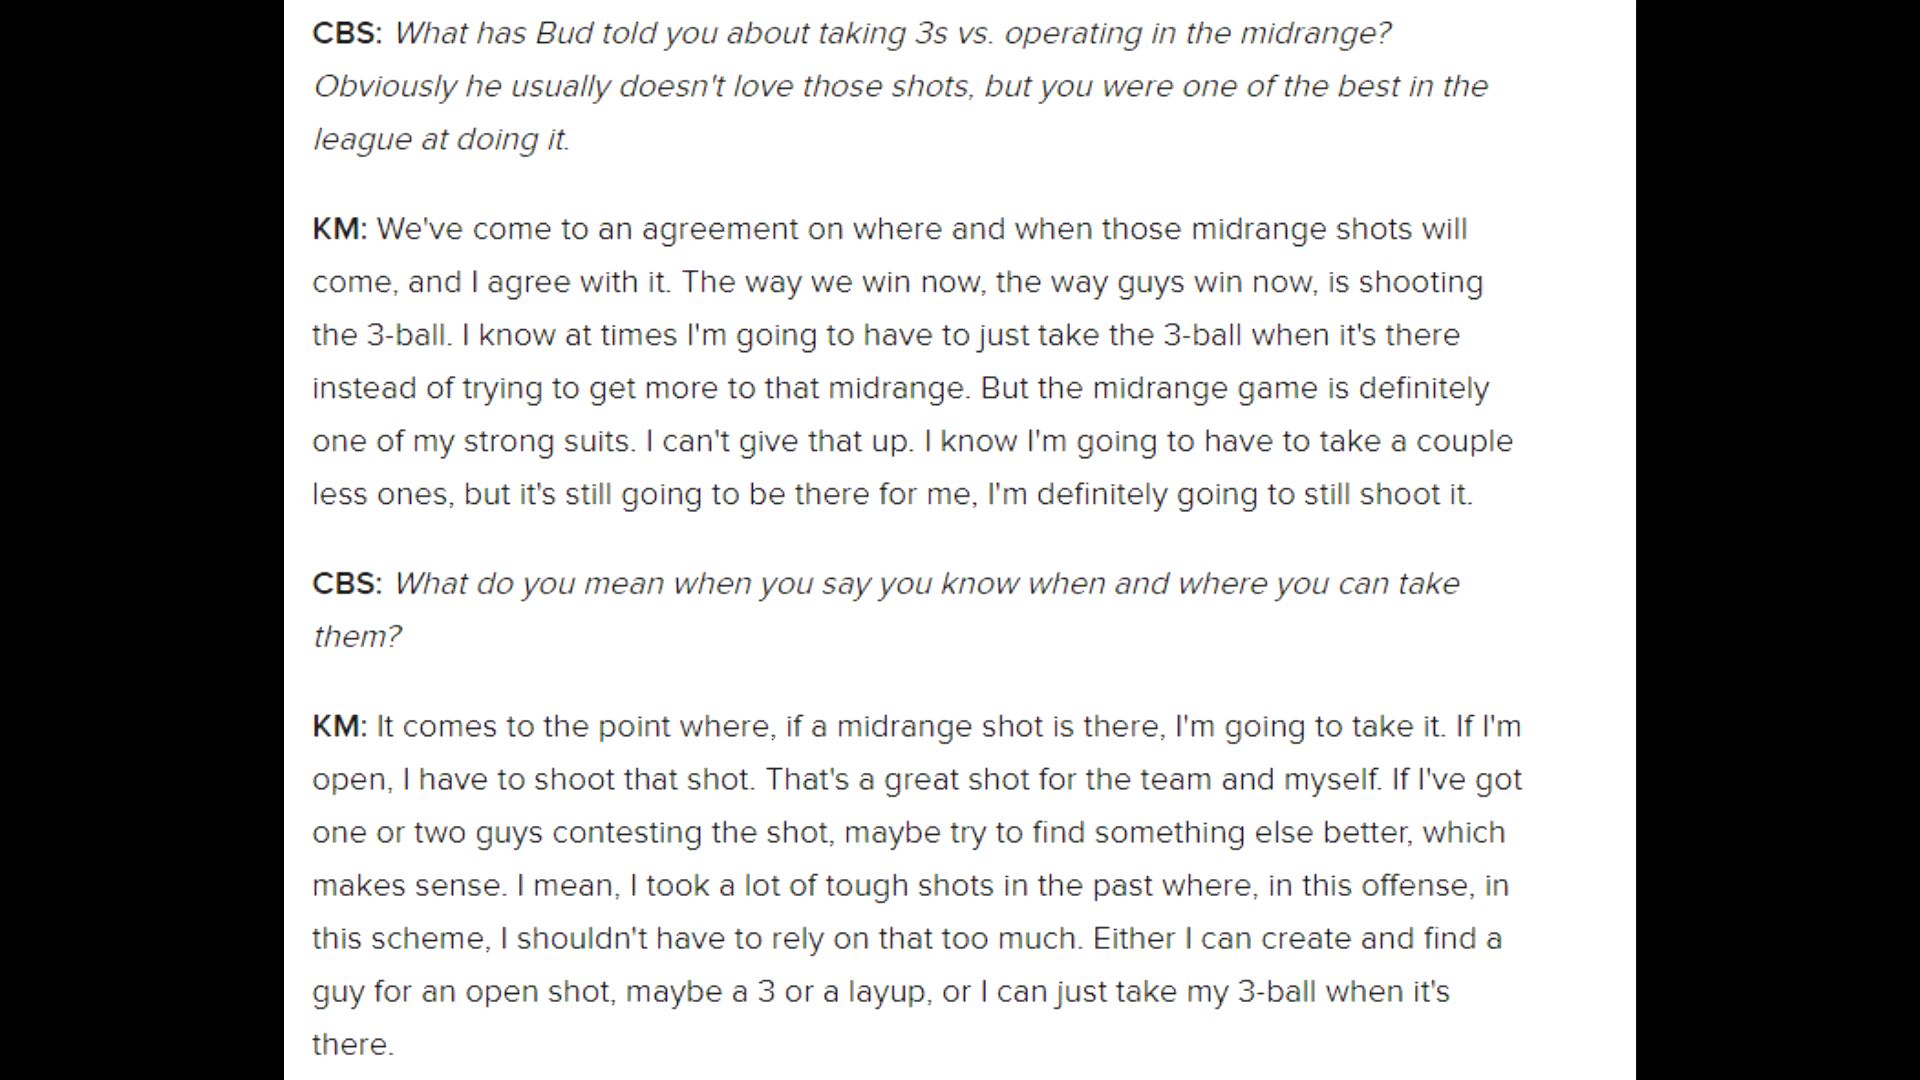 CBS: What has Bud told you about taking 3s vs. operating in the midrange?
Obviously he usually doesn't love those shots, but you were one of the best in the
league at doing it.
KM: We've come to an agreement on where and when those midrange shots will
come, and I agree with it. The way we win now, the way guys win now, is shooting
the 3-ball. I know at times I'm going to have to just take the 3-ball when it's there
instead of trying to get more to that midrange. But the midrange game is definitely
one of my strong suits. I can't give that up. I know I'm going to have to take a couple
less ones, but it's still going to be there for me, I'm definitely going to still shoot it.
CBS: What do you mean when you say you know when and where you can take
them?
KM: It comes to the point where, if a midrange shot is there, I'm going to take it. If I'm
open, I have to shoot that shot. That's a great shot for the team and myself. If I've got
one or two guys contesting the shot, maybe try to find something else better, which
makes sense. I mean, I took a lot of tough shots in the past where, in this offense, in
this scheme, I shouldn't have to rely on that too much. Either I can create and find a
guy for an open shot, maybe a 3 or a layup, or I can just take my 3-ball when it's
there.